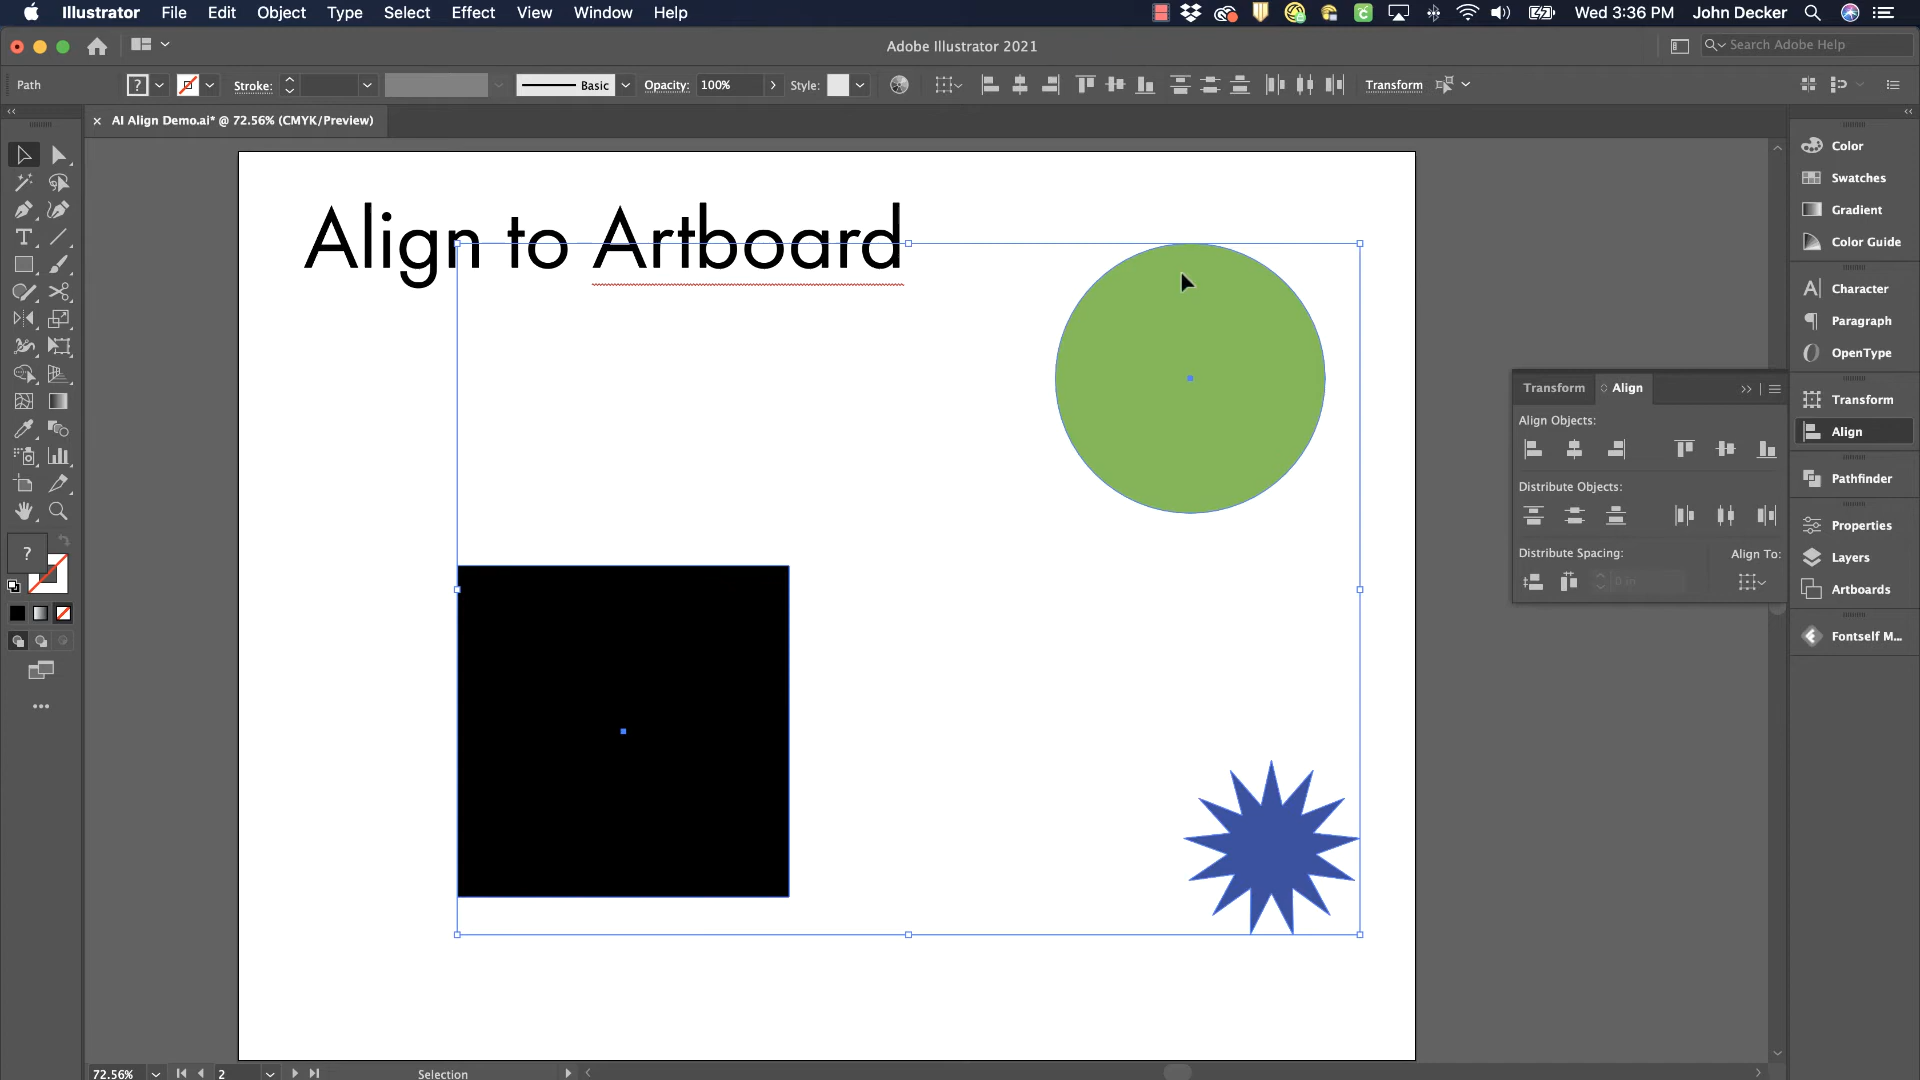 Illustrator File Edit Object Type Select Effect View Window Help Wed 3:36 PM John Decker
Adobe Illustrator 2021 Search Adobe Help
Path ? Stroke: Basic Opacity: 100% Style: Transform
AI Align Demo.ai* @ 72.56% (CMYK/Preview)
Align to Artboard
Color
Swatches
Gradient
Color Guide
Character
Paragraph
OpenType
Transform
Align
Pathfinder
Properties
Layers
Artboards
Fontself M...
Transform Align
Align Objects:
Distribute Objects:
Distribute Spacing: Align To:
0 in
?
72.56% 2 Selection